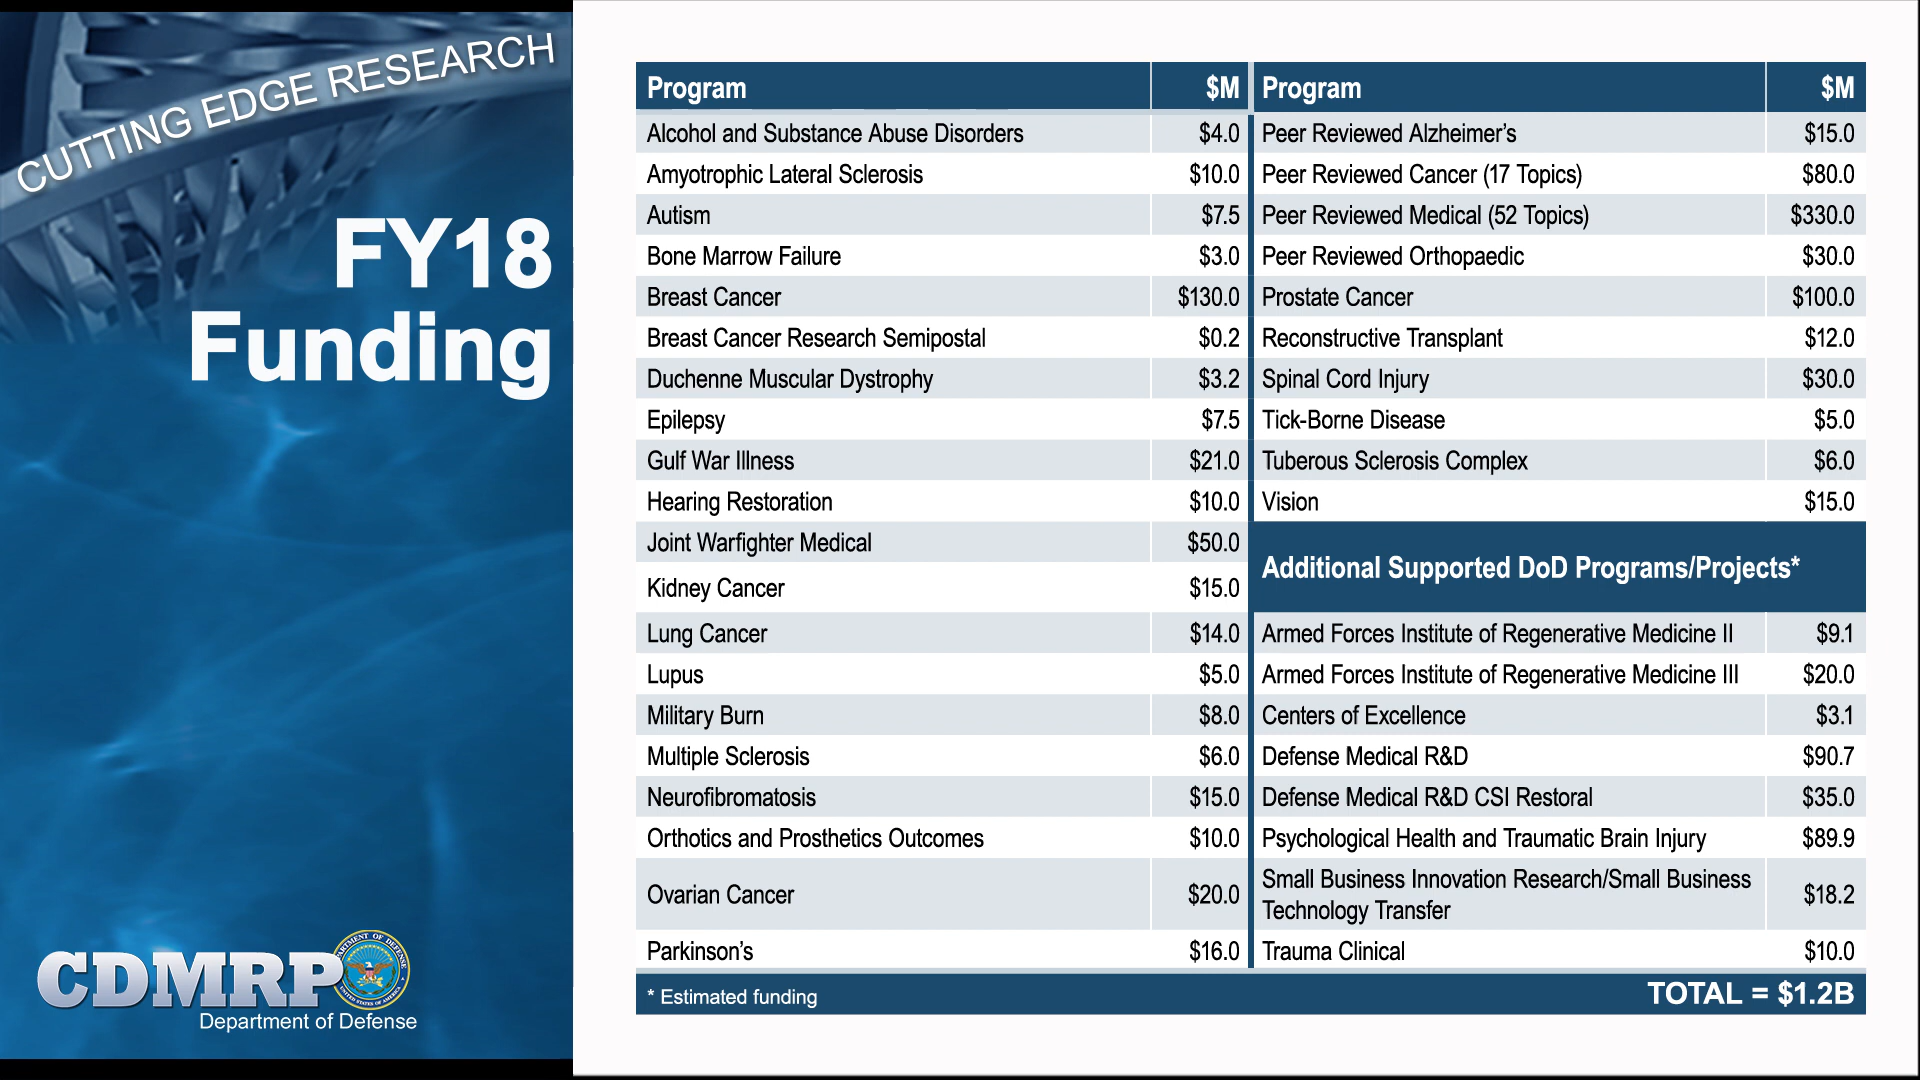 CUTTING EDGE RESEARCH
FY18
Funding
CDMRP
Department of Defense
Program $M Program $M
Alcohol and Substance Abuse Disorders $4.0 Peer Reviewed Alzheimer’s $15.0
Amyotrophic Lateral Sclerosis $10.0 Peer Reviewed Cancer (17 Topics) $80.0
Autism $7.5 Peer Reviewed Medical (52 Topics) $330.0
Bone Marrow Failure $3.0 Peer Reviewed Orthopaedic $30.0
Breast Cancer $130.0 Prostate Cancer $100.0
Breast Cancer Research Semipostal $0.2 Reconstructive Transplant $12.0
Duchenne Muscular Dystrophy $3.2 Spinal Cord Injury $30.0
Epilepsy $7.5 Tick-Borne Disease $5.0
Gulf War Illness $21.0 Tuberous Sclerosis Complex $6.0
Hearing Restoration $10.0 Vision $15.0
Joint Warfighter Medical $50.0
Additional Supported DoD Programs/Projects*
Kidney Cancer $15.0
Lung Cancer $14.0 Armed Forces Institute of Regenerative Medicine II $9.1
Lupus $5.0 Armed Forces Institute of Regenerative Medicine III $20.0
Military Burn $8.0 Centers of Excellence $3.1
Multiple Sclerosis $6.0 Defense Medical R&D $90.7
Neurofibromatosis $15.0 Defense Medical R&D CSI Restoral $35.0
Orthotics and Prosthetics Outcomes $10.0 Psychological Health and Traumatic Brain Injury $89.9
Ovarian Cancer $20.0 Small Business Innovation Research/Small Business
Technology Transfer $18.2
Parkinson’s $16.0 Trauma Clinical $10.0
* Estimated funding TOTAL = $1.2B